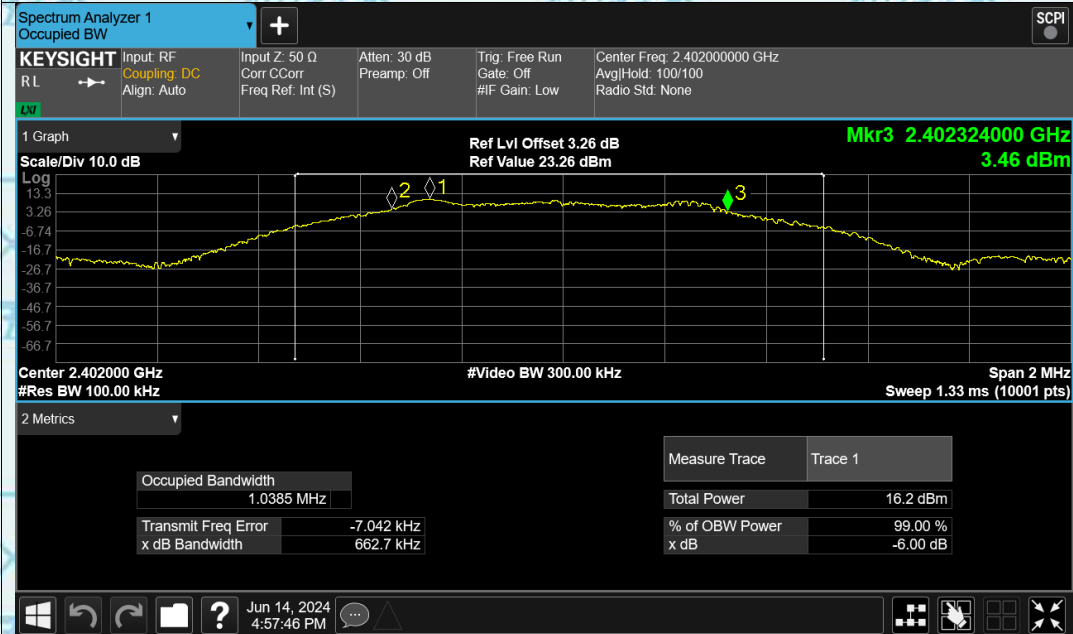 Spectrum Analyzer 1
Occupied BW
+
SCPI
KEYSIGHT
R L
LXI
Input: RF
Coupling: DC
Align: Auto
Input Z: 50 Ω
Corr CCorr
Freq Ref: Int (S)
Atten: 30 dB
Preamp: Off
Trig: Free Run
Gate: Off
#IF Gain: Low
Center Freq: 2.402000000 GHz
Avg|Hold: 100/100
Radio Std: None
1 Graph
Scale/Div 10.0 dB
Log
Ref Lvl Offset 3.26 dB
Ref Value 23.26 dBm
Mkr3 2.402324000 GHz
3.46 dBm
13.3
3.26
-6.74
-16.7
-26.7
-36.7
-46.7
-56.7
-66.7
2
1
3
Center 2.402000 GHz
#Res BW 100.00 kHz
#Video BW 300.00 kHz
Span 2 MHz
Sweep 1.33 ms (10001 pts)
2 Metrics
Occupied Bandwidth
1.0385 MHz
Transmit Freq Error -7.042 kHz
x dB Bandwidth 662.7 kHz
Measure Trace Trace 1
Total Power 16.2 dBm
% of OBW Power 99.00 %
x dB -6.00 dB
?
Jun 14, 2024
4:57:46 PM